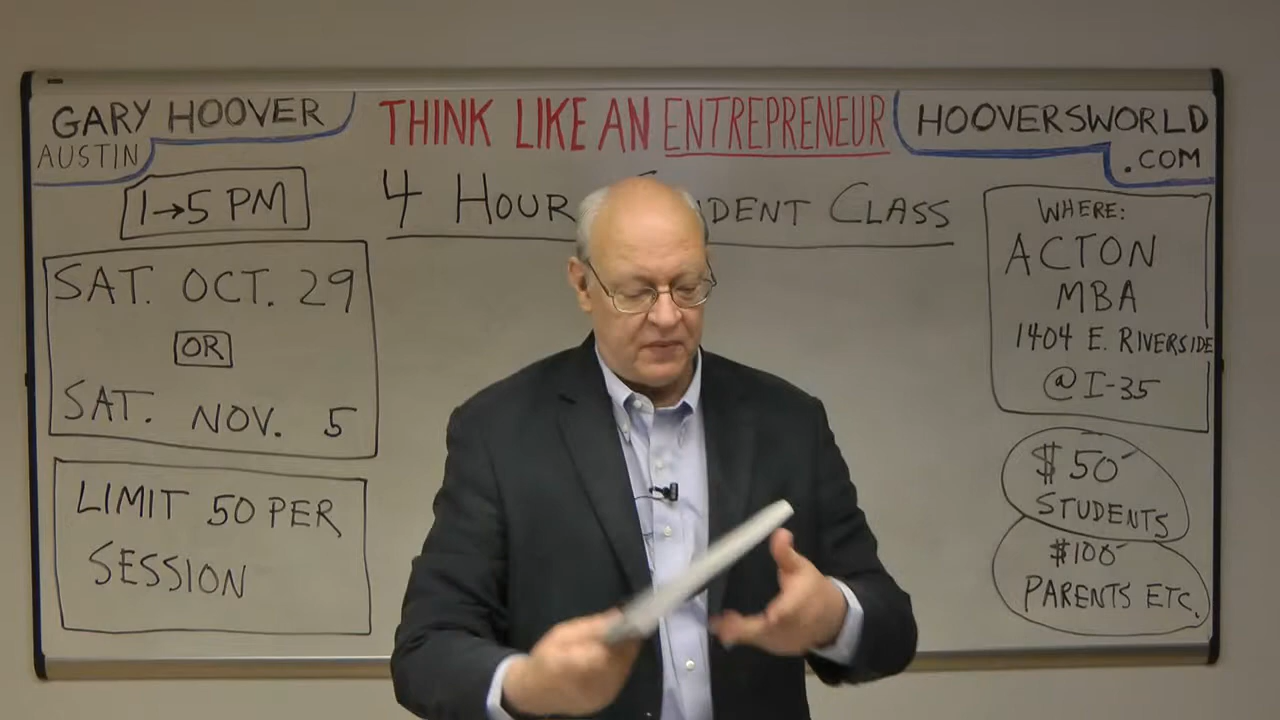 GARY HOOVER
AUSTIN
THINK LIKE AN ENTREPRENEUR
HOOVERSWORLD
.COM
4 HOUR CLASS
1→5 PM
SAT. OCT. 29
OR
SAT. NOV. 5
LIMIT 50 PER
SESSION
WHERE:
ACTON
MBA
1404 E. RIVERSIDE
@ I-35
$50
STUDENTS
$100
PARENTS ETC.